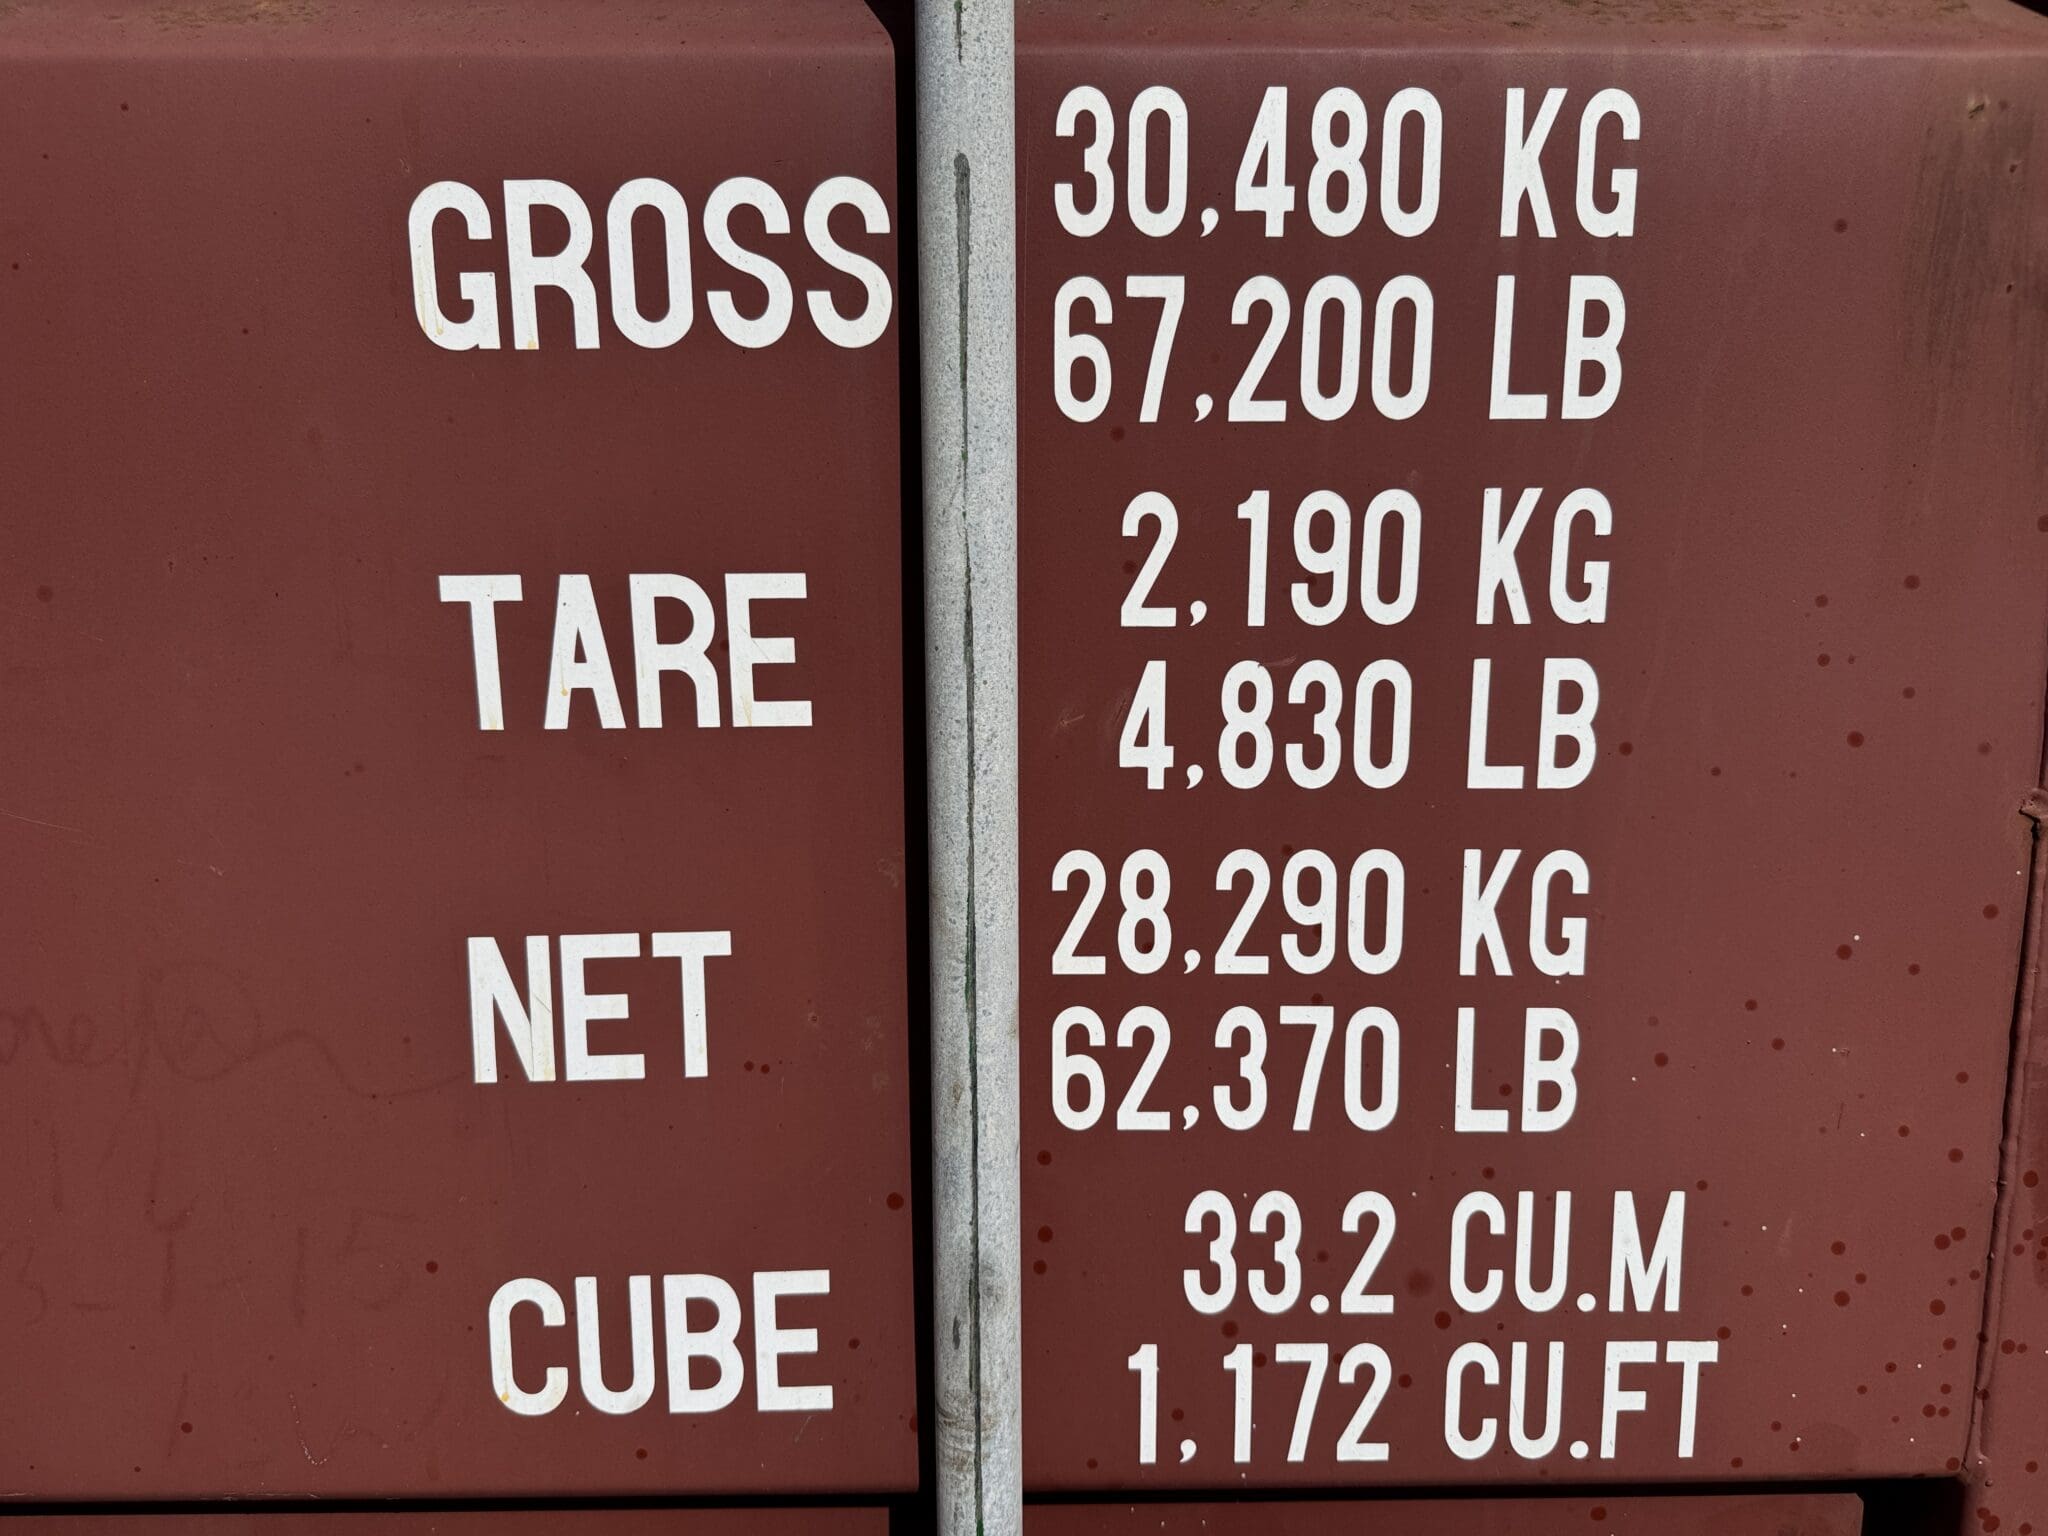 GROSS 30,480 KG
67,200 LB
TARE 2,190 KG
4,830 LB
NET 28,290 KG
62,370 LB
CUBE 33.2 CU.M
1,172 CU.FT